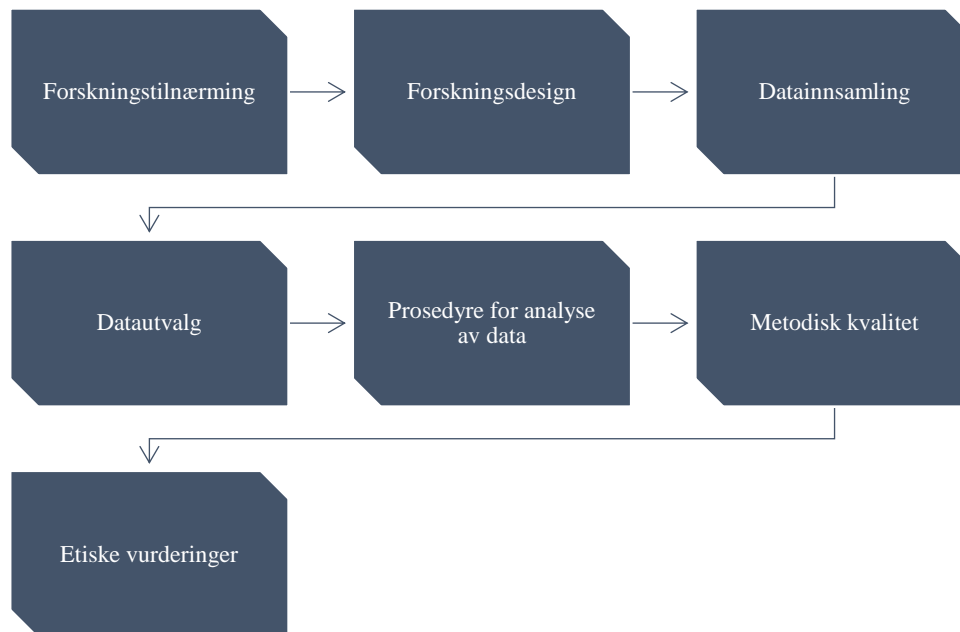 Forskningstilnærming
Forskningsdesign
Datainnsamling
Datautvalg
Prosedyre for analyse
av data
Metodisk kvalitet
Etiske vurderinger